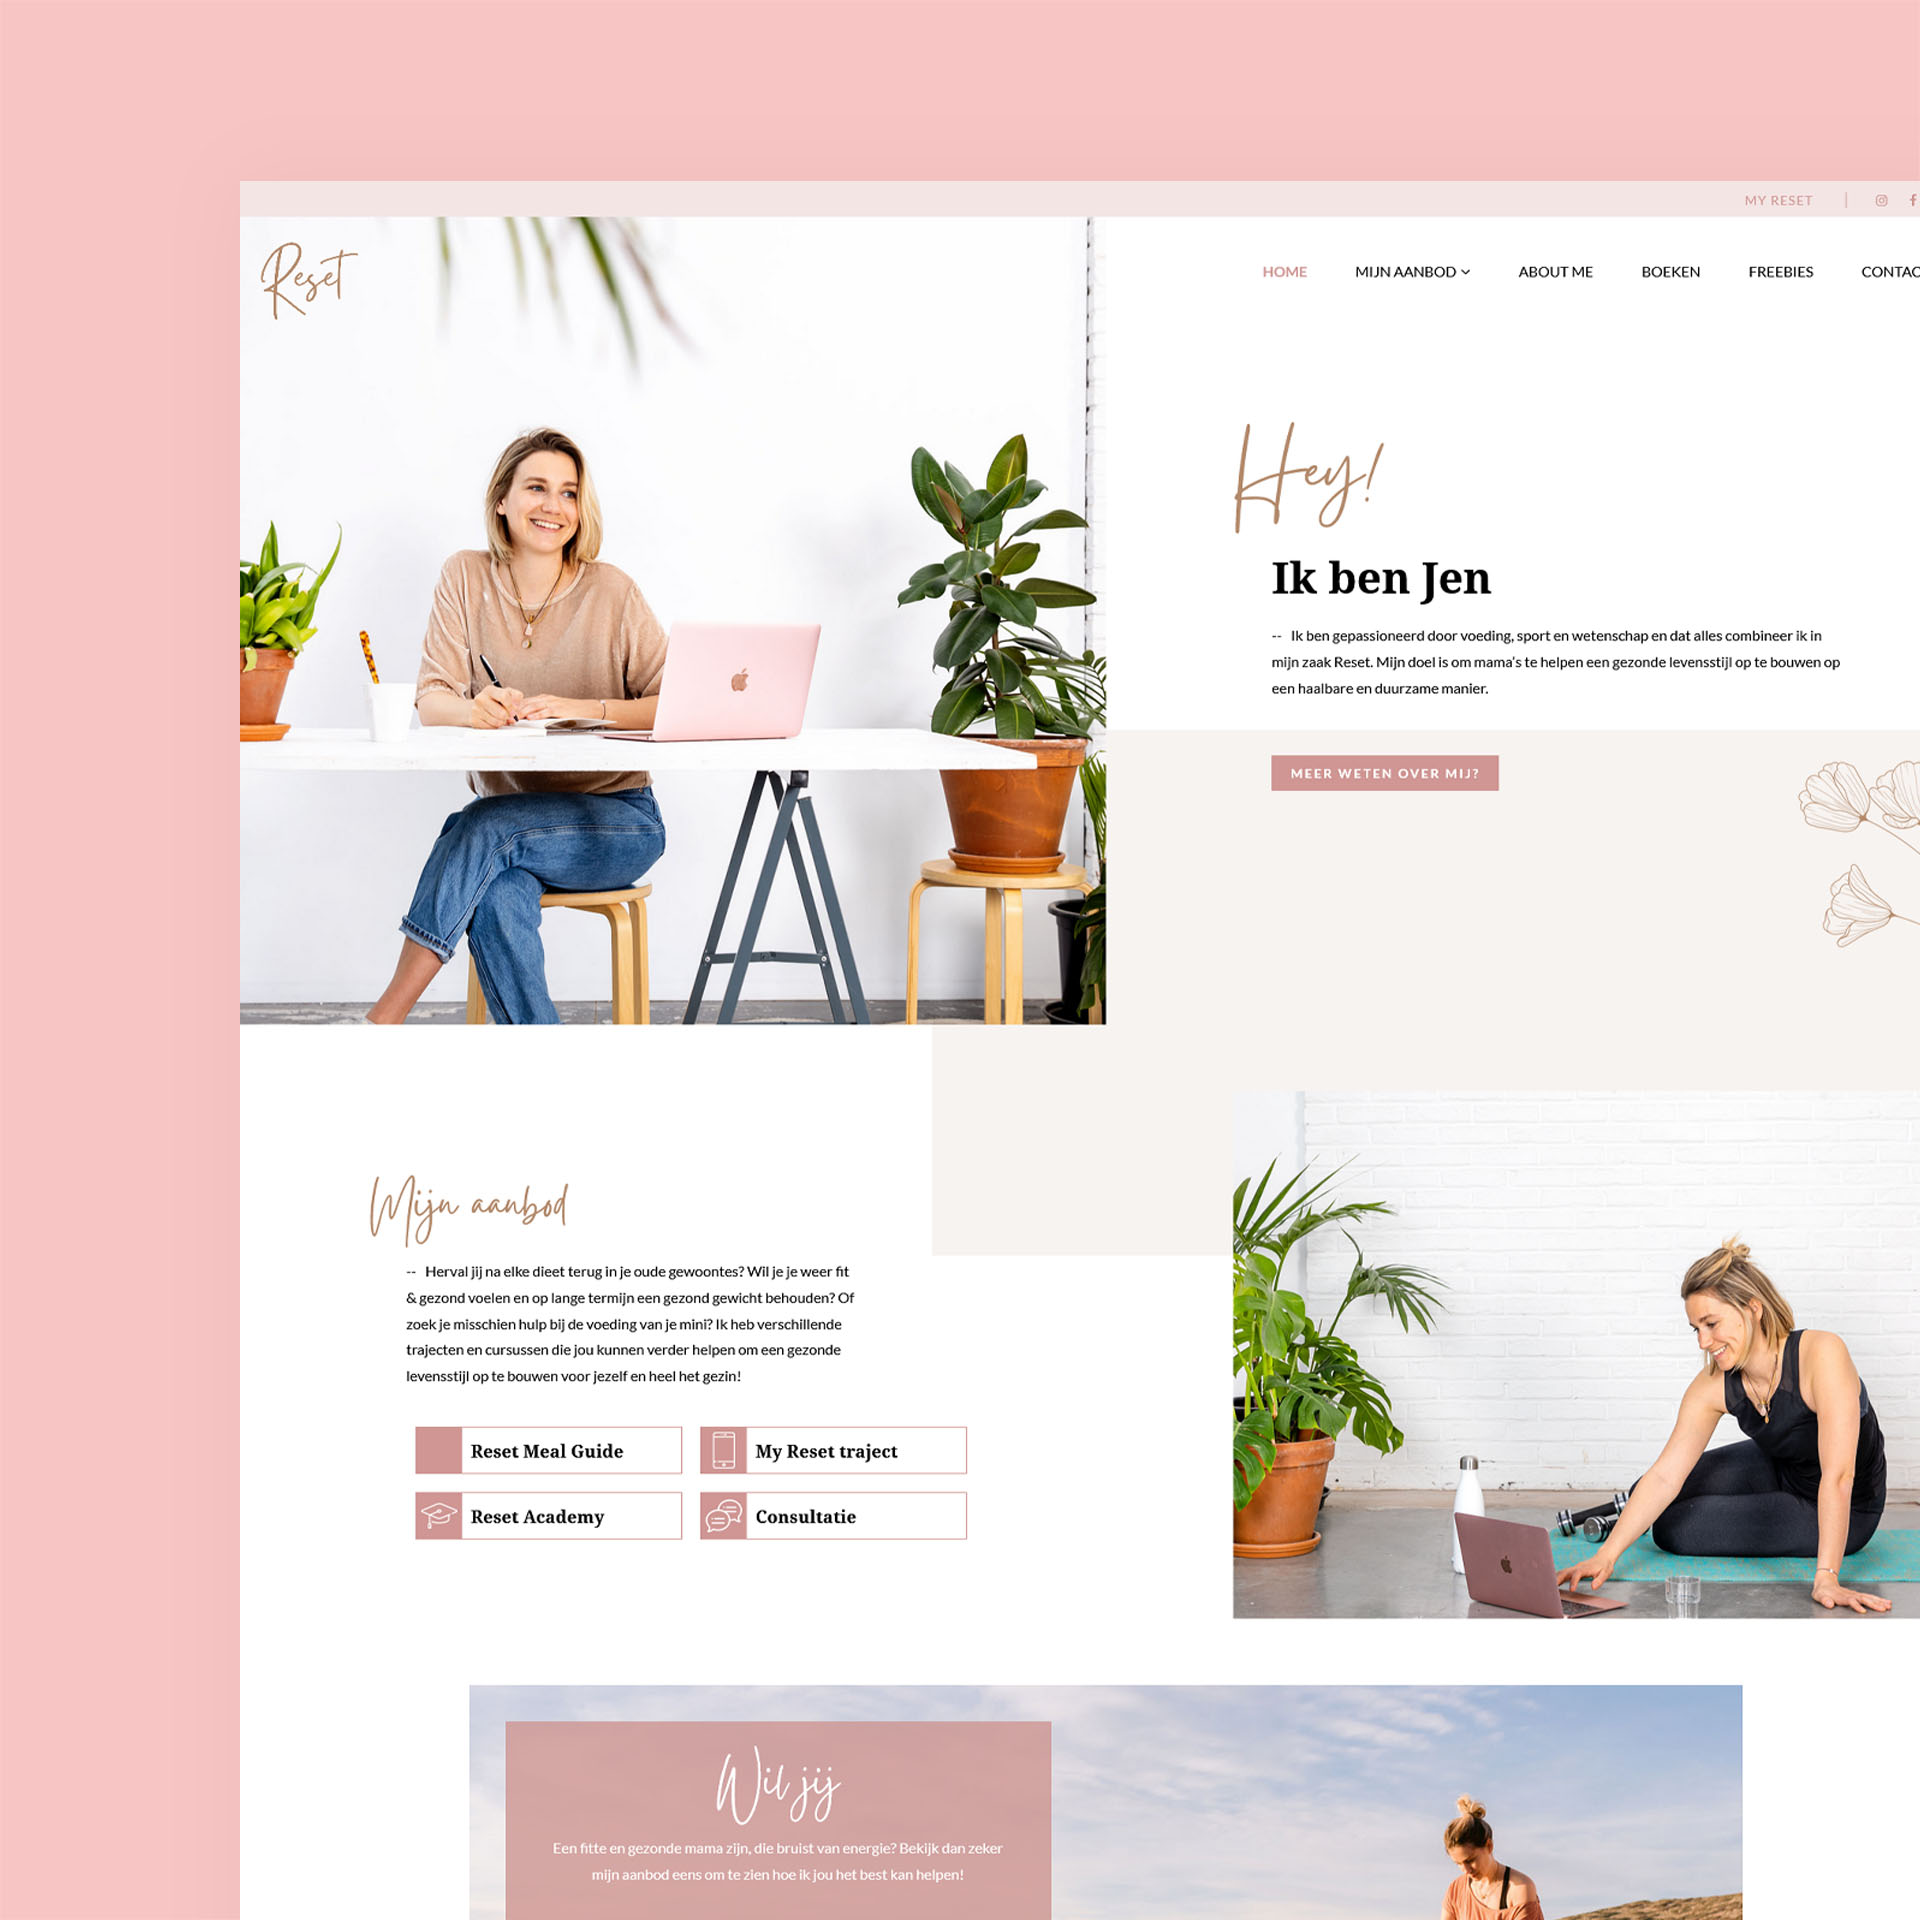 MY RESET
Reset
HOME MIJN AANBOD ABOUT ME BOEKEN FREEBIES CONTAC
Hey!
Ik ben Jen
-- Ik ben gepassioneerd door voeding, sport en wetenschap en dat alles combineer ik in
mijn zaak Reset. Mijn doel is om mama's te helpen een gezonde levensstijl op te bouwen op
een haalbare en duurzame manier.
MEER WETEN OVER MIJ?
Mijn aanbod
-- Herval jij na elke dieet terug in je oude gewoontes? Wil je je weer fit
& gezond voelen en op lange termijn een gezond gewicht behouden? Of
zoek je misschien hulp bij de voeding van je mini? Ik heb verschillende
trajecten en cursussen die jou kunnen verder helpen om een gezonde
levensstijl op te bouwen voor jezelf en heel het gezin!
Reset Meal Guide
My Reset traject
Reset Academy
Consultatie
Wil jij
Een fitte en gezonde mama zijn, die bruist van energie? Bekijk dan zeker
mijn aanbod eens om te zien hoe ik jou het best kan helpen!